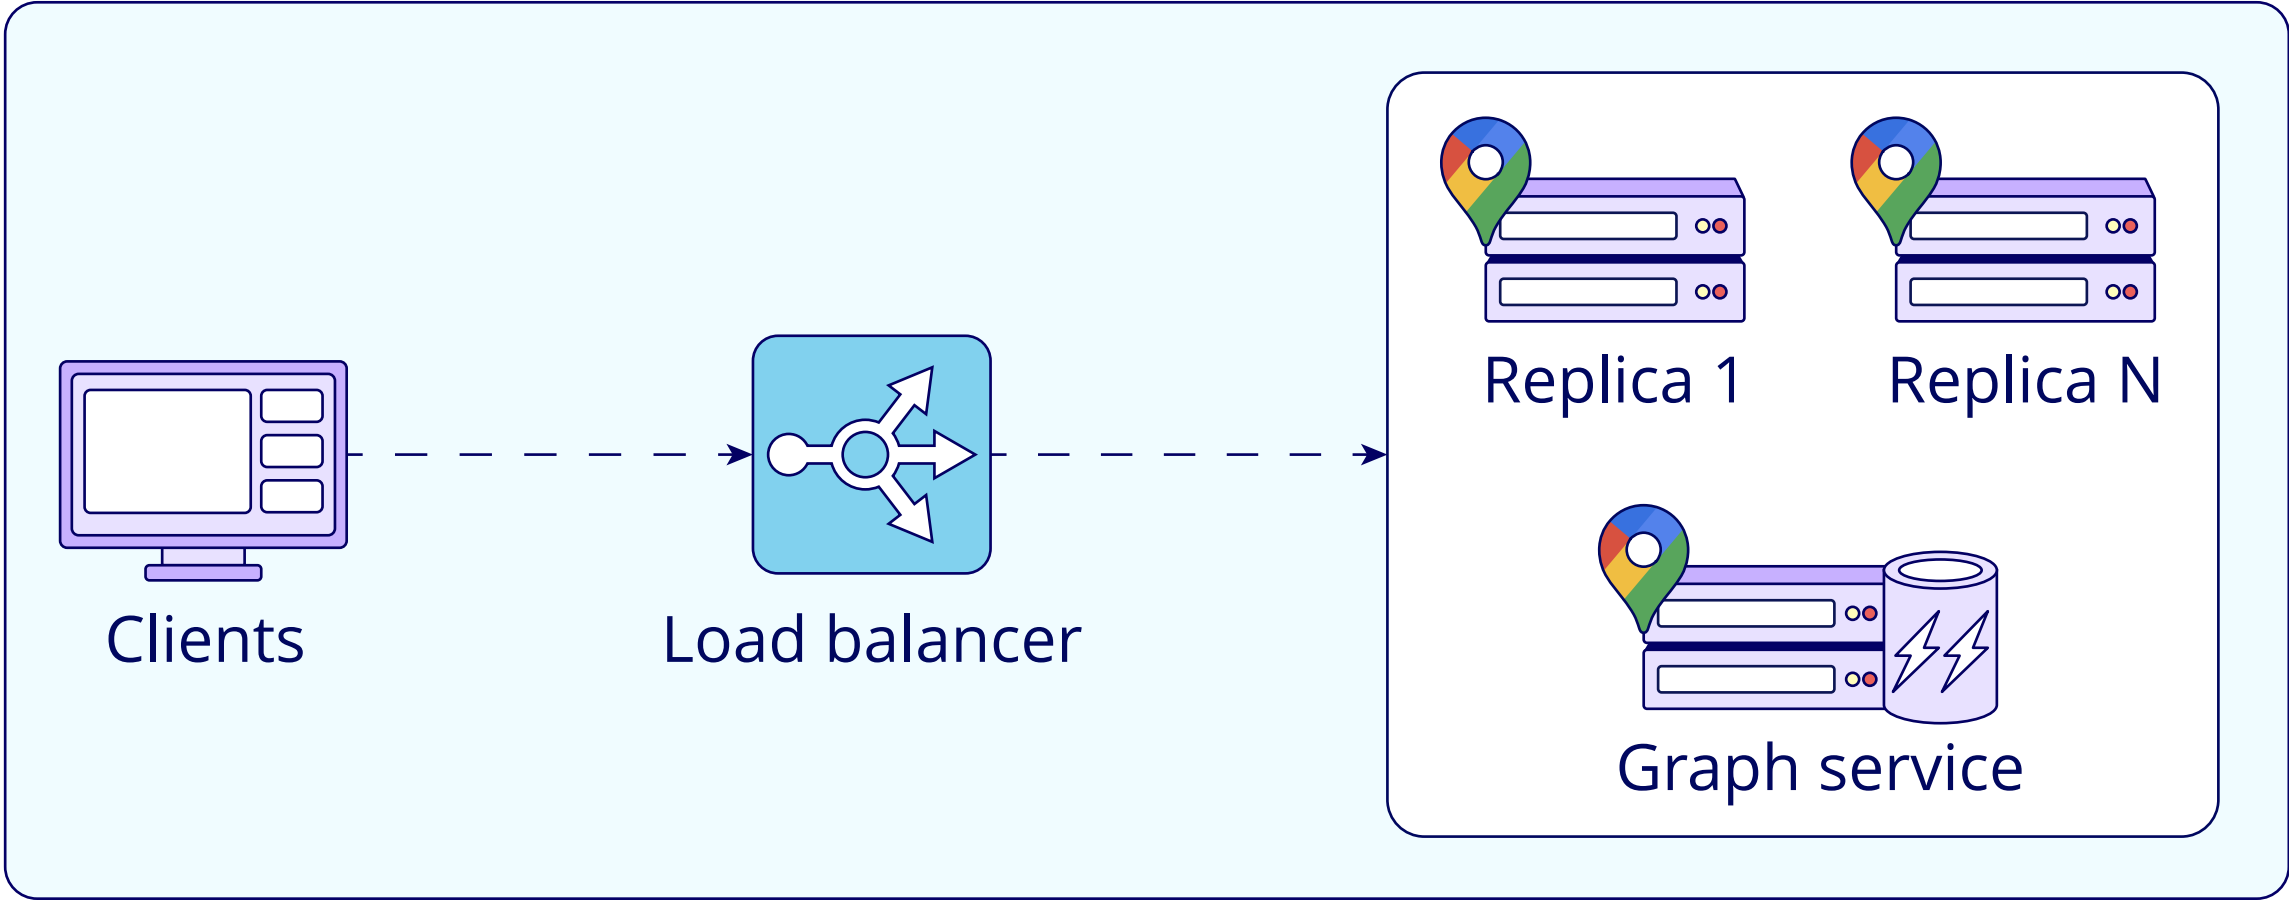 Replica 1
Replica N
Clients
Load balancer
Graph service